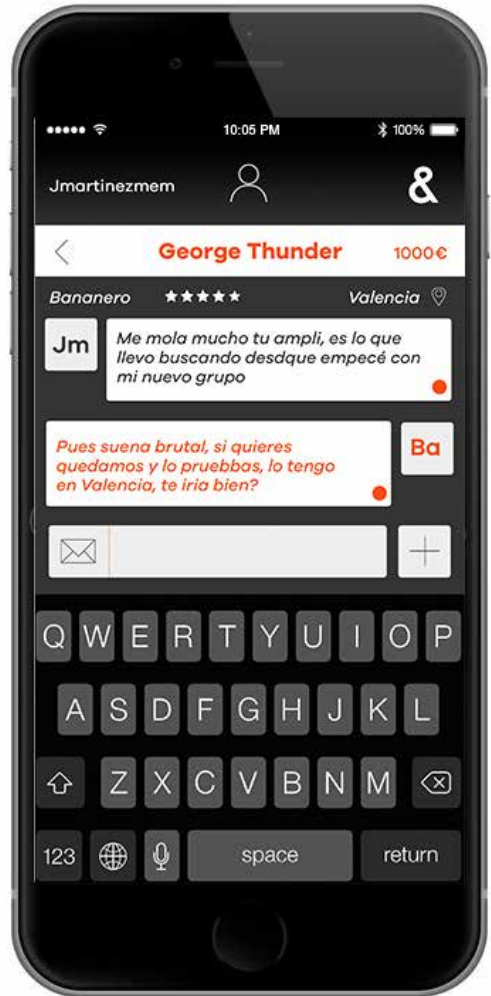 10:05 PM 100%
Jmartinezmem &
George Thunder 1000€
Bananero ★★★★★ Valencia
Jm
Me mola mucho tu ampli, es lo que
llevo buscando desdque empecé con
mi nuevo grupo
Pues suena brutal, si quieres
quedamos y lo pruebbas, lo tengo
en Valencia, te iria bien?
Ba
Q W E R T Y U I O P
A S D F G H J K L
Z X C V B N M
123 space return